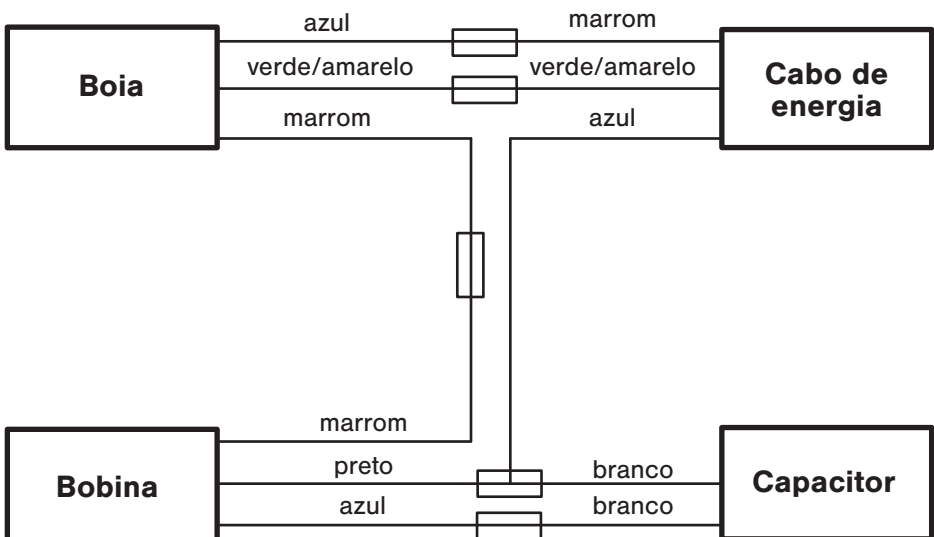 azul marrom
Boia verde/amarelo verde/amarelo Cabo de
energia
marrom azul
marrom
Bobina preto branco Capacitor
azul branco